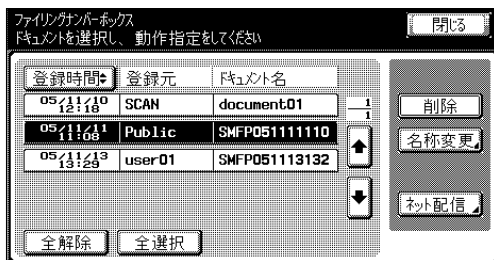 ファイリングナンバーボックス
ドキュメントを選択し、動作指定をしてください
閉じる
登録時間 登録元 ドキュメント名
05/11/10 12:18 SCAN document01
05/11/11 11:08 Public SMFP051111110
05/11/13 13:29 user01 SMFP051113132
1
1
削除
名称変更
ネット配信
全解除 全選択